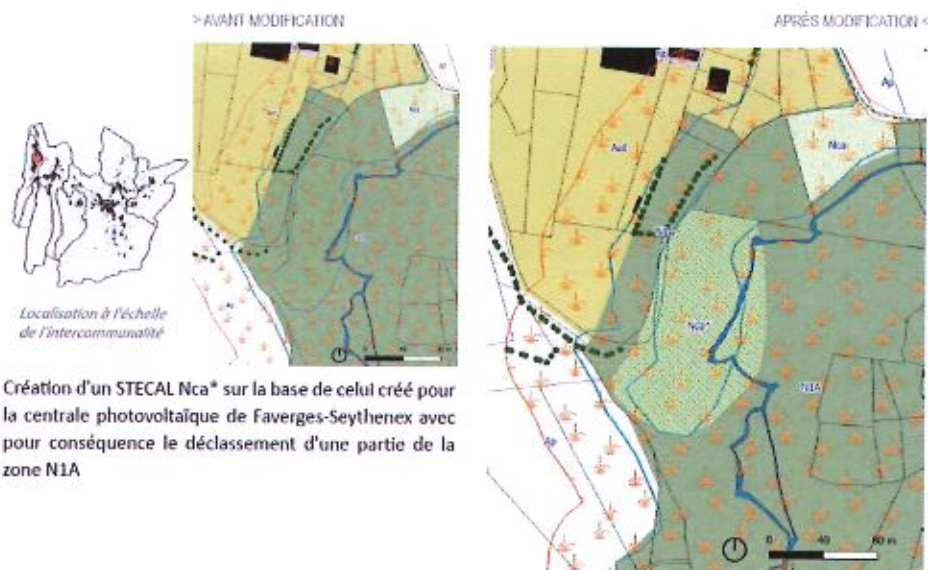 > AVANT MODIFICATION
APRÈS MODIFICATION <
Localisation à l'échelle
de l'intercommunalité
Création d'un STECAL Nca* sur la base de celui créé pour
la centrale photovoltaïque de Faverges-Seythenex avec
pour conséquence le déclassement d'une partie de la
zone N1A
Ap
Aal
Nca
Nca*
N1A
Ap
0 40 80 m